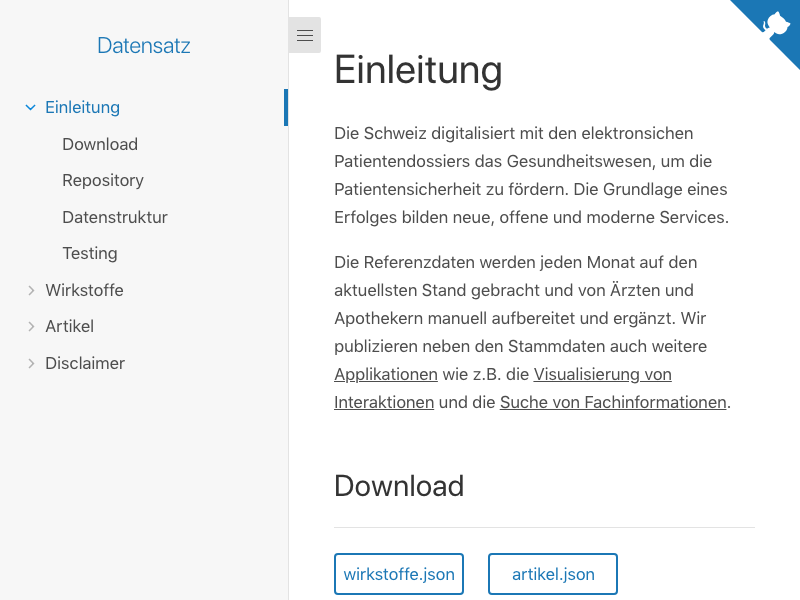 Datensatz
Einleitung
Download
Repository
Datenstruktur
Testing
Wirkstoffe
Artikel
Disclaimer
Einleitung
Die Schweiz digitalisiert mit den elektronsichen
Patientendossiers das Gesundheitswesen, um die
Patientensicherheit zu fördern. Die Grundlage eines
Erfolges bilden neue, offene und moderne Services.
Die Referenzdaten werden jeden Monat auf den
aktuellsten Stand gebracht und von Ärzten und
Apothekern manuell aufbereitet und ergänzt. Wir
publizieren neben den Stammdaten auch weitere
Applikationen wie z.B. die Visualisierung von
Interaktionen und die Suche von Fachinformationen.
Download
wirkstoffe.json artikel.json